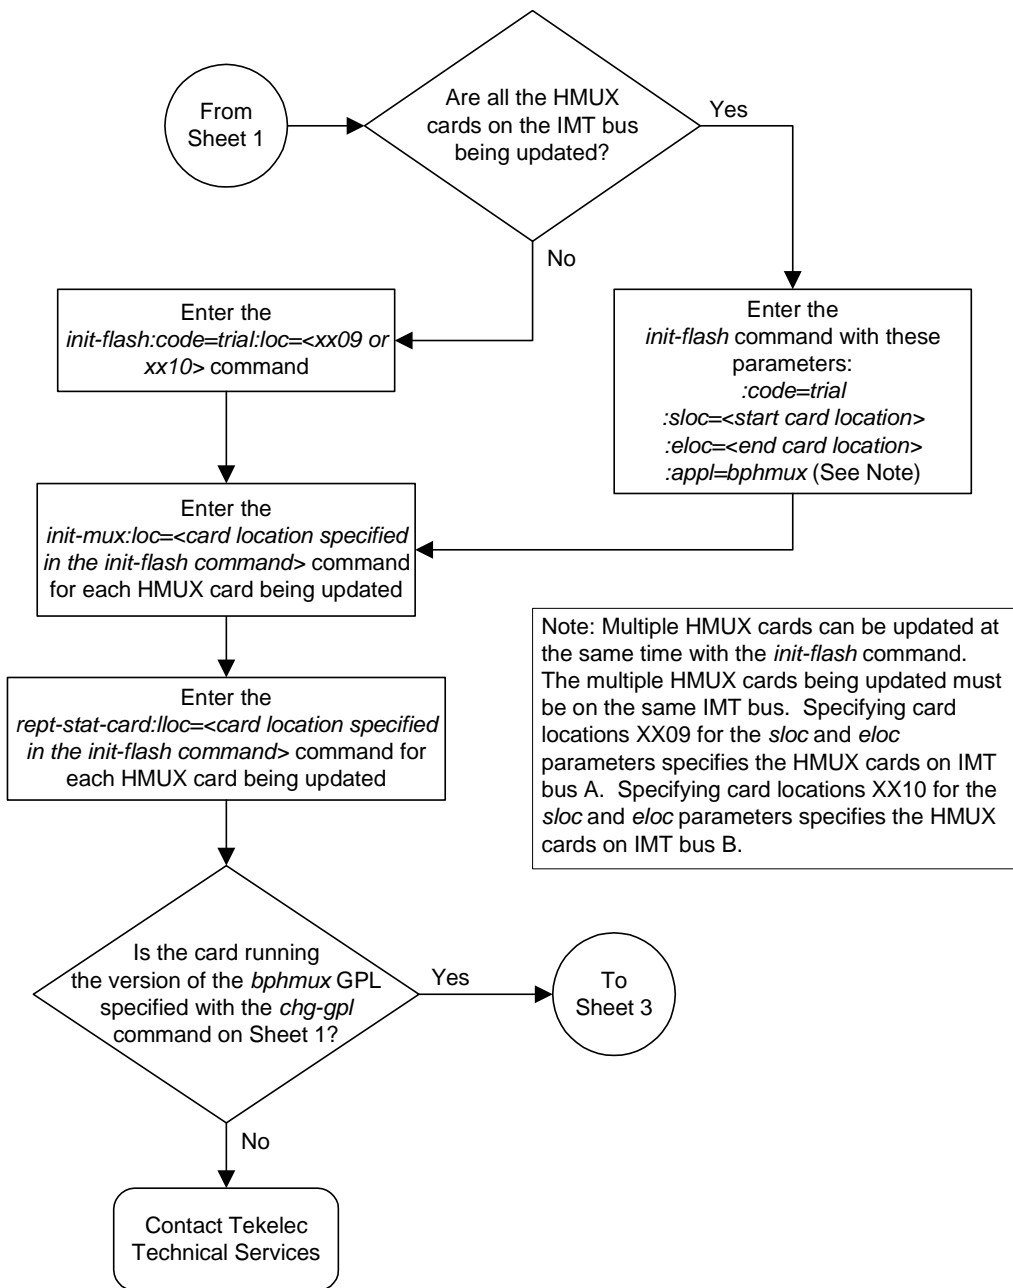 From
Sheet 1
Are all the HMUX
cards on the IMT bus
being updated?
Yes
No
Enter the
init-flash:code=trial:loc=<xx09 or
xx10> command
Enter the
init-flash command with these
parameters:
:code=trial
:sloc=<start card location>
:eloc=<end card location>
:appl=bphmux (See Note)
Enter the
init-mux:loc=<card location specified
in the init-flash command> command
for each HMUX card being updated
Enter the
rept-stat-card:lloc=<card location specified
in the init-flash command> command for
each HMUX card being updated
Note: Multiple HMUX cards can be updated at
the same time with the init-flash command.
The multiple HMUX cards being updated must
be on the same IMT bus.  Specifying card
locations XX09 for the sloc and eloc
parameters specifies the HMUX cards on IMT
bus A.  Specifying card locations XX10 for the
sloc and eloc parameters specifies the HMUX
cards on IMT bus B.
Is the card running
the version of the bphmux GPL
specified with the chg-gpl
command on Sheet 1?
Yes
To
Sheet 3
No
Contact Tekelec
Technical Services